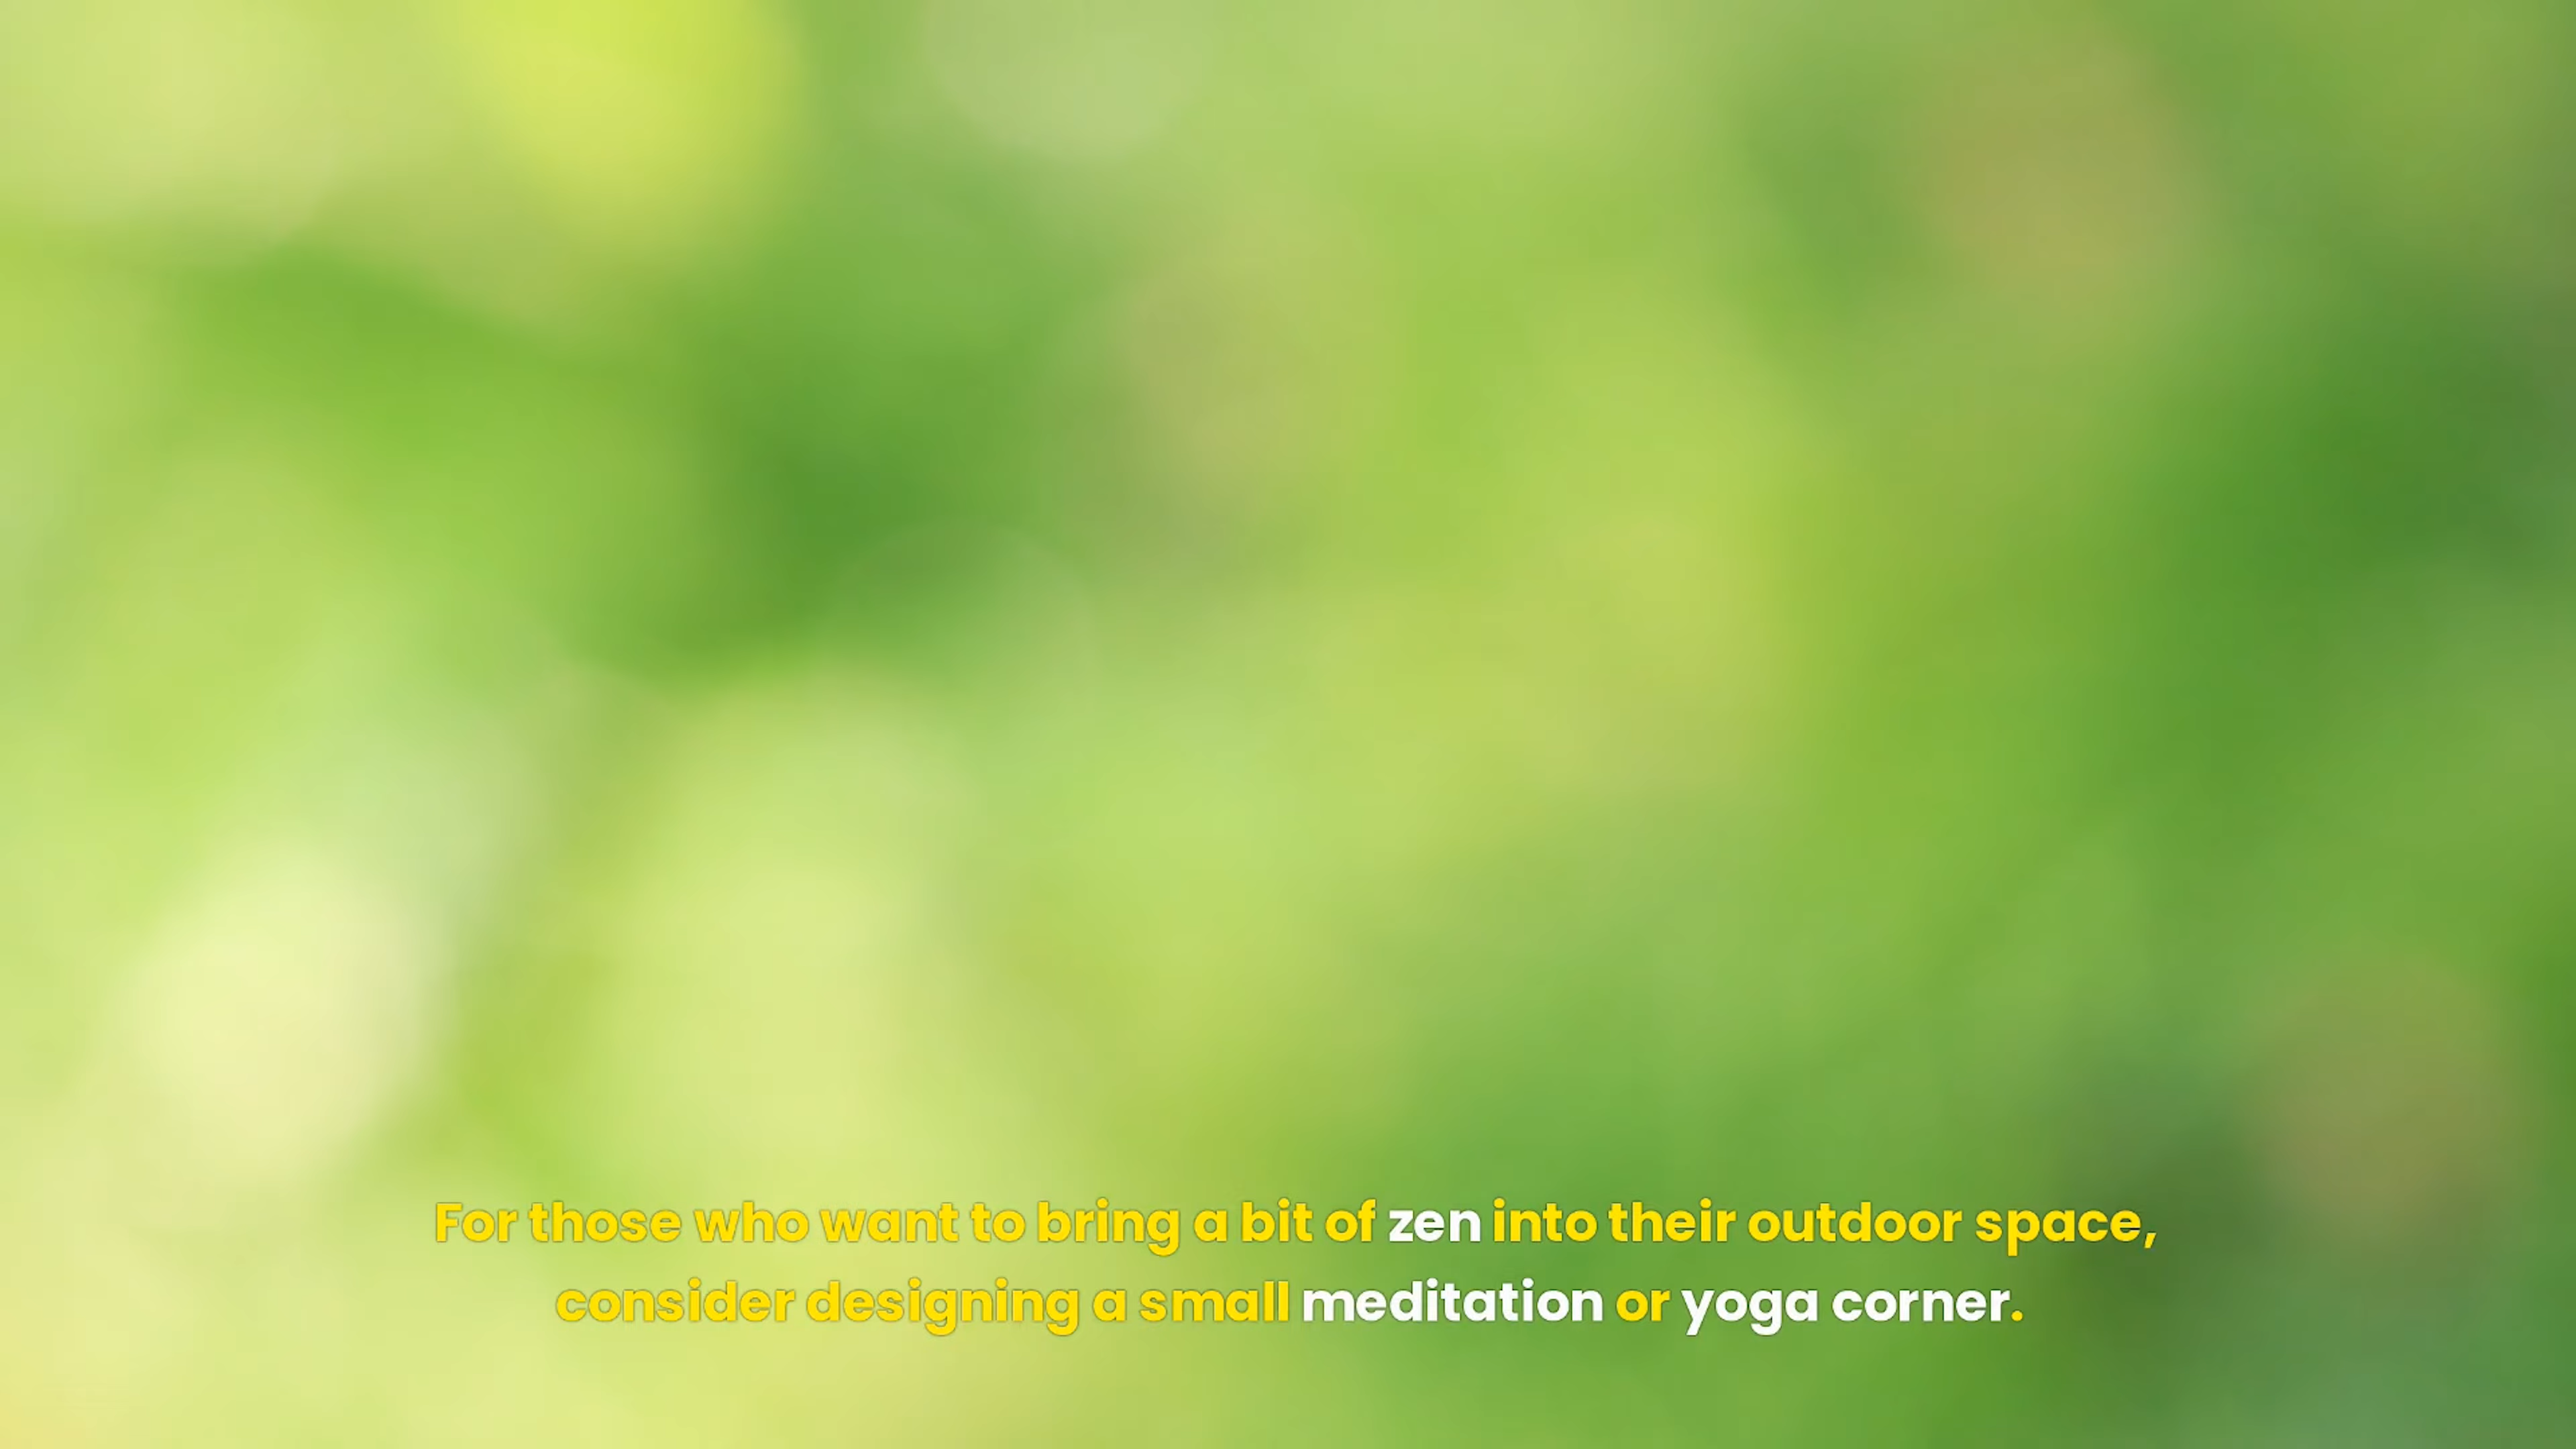 For those who want to bring a bit of zen into their outdoor space,
consider designing a small meditation or yoga corner.